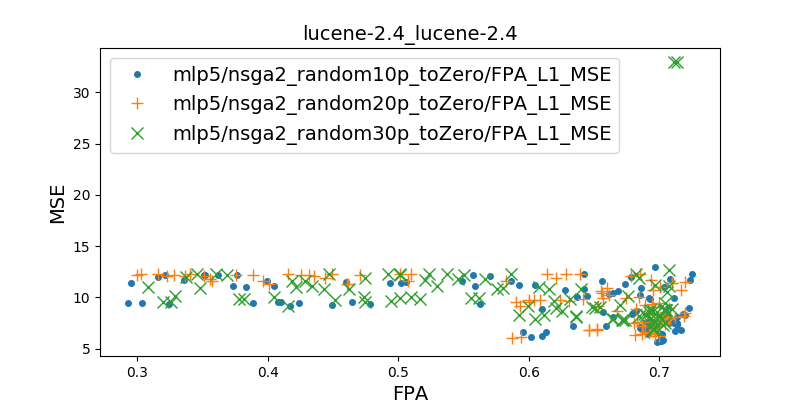 lucene-2.4_lucene-2.4
mlp5/nsga2_random10p_toZero/FPA_L1_MSE
mlp5/nsga2_random20p_toZero/FPA_L1_MSE
mlp5/nsga2_random30p_toZero/FPA_L1_MSE
MSE
30
25
20
15
10
5
0.3 0.4 0.5 0.6 0.7
FPA